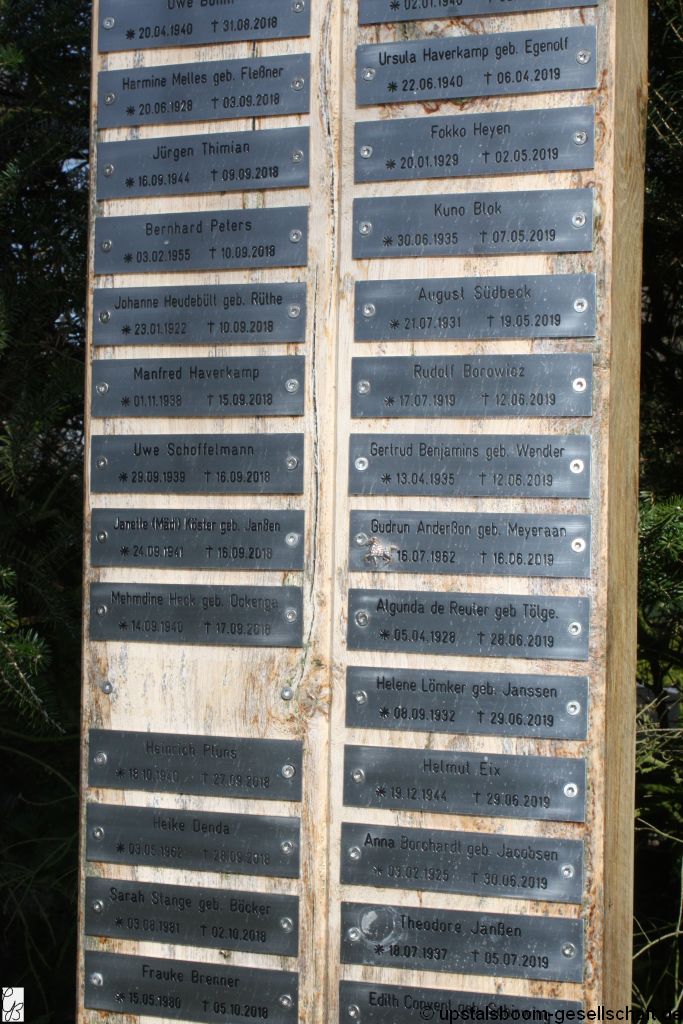 Uwe Böhm
* 20.04.1940 † 31.08.2018
Harmine Melles geb. Fleßner
* 20.06.1928 † 03.09.2018
Jürgen Thimian
* 16.09.1944 † 09.09.2018
Bernhard Peters
* 03.02.1955 † 10.09.2018
Johanne Heudebült geb. Rüthe
* 23.01.1922 † 10.09.2018
Manfred Haverkamp
* 01.11.1938 † 15.09.2018
Uwe Schoffelmann
* 29.09.1939 † 16.09.2018
Janette (Mädi) Köster geb. Janßen
* 24.09.1941 † 16.09.2018
Mehmdine Heck geb. Ockenga
* 14.09.1940 † 17.09.2018
Heinrich Plüns
* 18.10.1940 † 27.09.2018
Heike Denda
* 03.05.1962 † 28.09.2018
Sarah Stange geb. Böcker
* 03.08.1981 † 02.10.2018
Frauke Brenner
* 15.05.1980 † 05.10.2018
* 02.01.1940
Ursula Haverkamp geb. Egenolf
* 22.06.1940 † 06.04.2019
Fokko Heyen
* 20.01.1929 † 02.05.2019
Kuno Blok
* 30.06.1935 † 07.05.2019
August Südbeck
* 21.07.1931 † 19.05.2019
Rudolf Borowicz
* 17.07.1919 † 12.06.2019
Gertrud Benjamins geb. Wendler
* 13.04.1935 † 12.06.2019
Gudrun Anderßon geb. Meyeraan
16.07.1962 † 16.06.2019
Algunda de Reuter geb Tölge.
* 05.04.1928 † 28.06.2019
Helene Lömker geb. Janssen
* 08.09.1932 † 29.06.2019
Helmut Eix
* 19.12.1944 † 29.06.2019
Anna Borchardt geb. Jacobsen
* 03.02.1925 † 30.06.2019
Theodore Janßen
* 18.07.1937 † 05.07.2019
Edith Convent geb.
© upstalsboom-gesellschaft.de